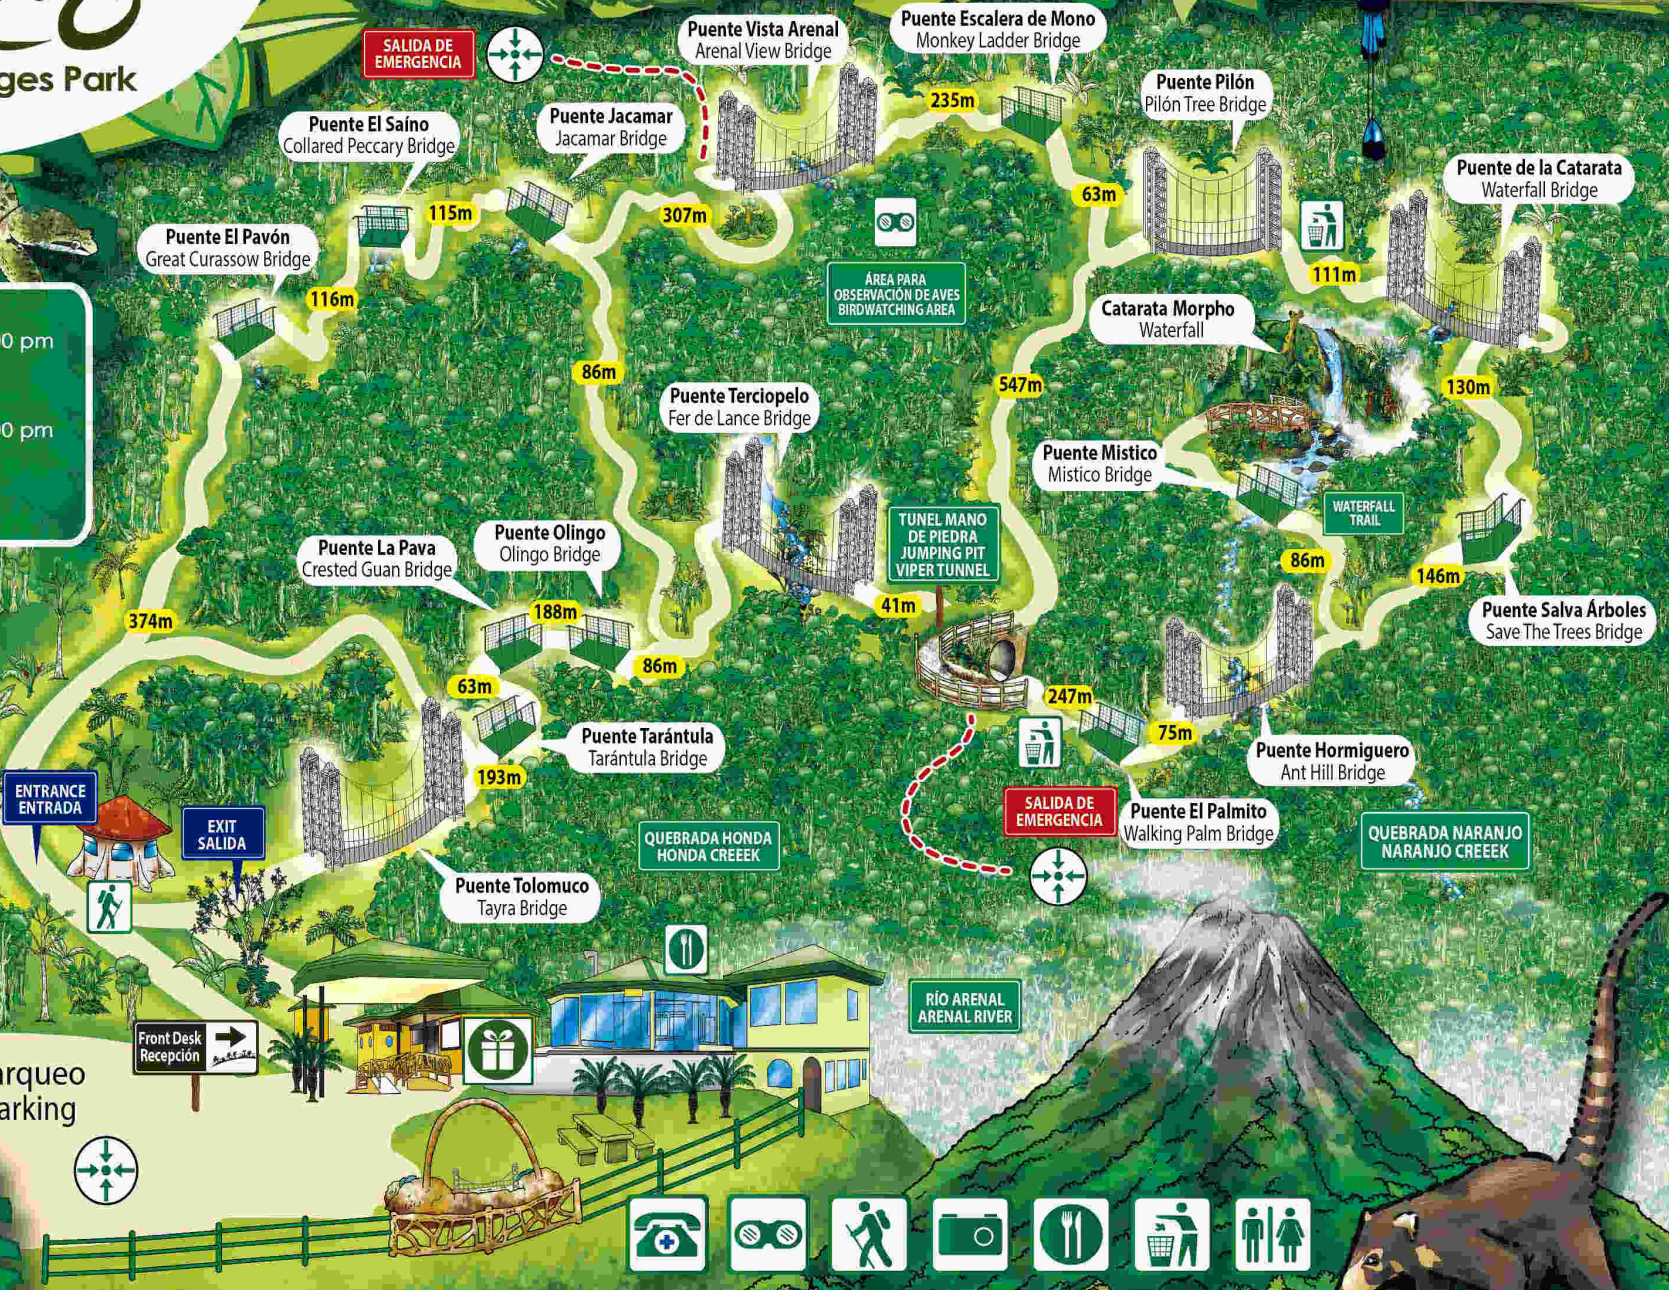 ges Park
SALIDA DE
EMERGENCIA
Puente Vista Arenal
Arenal View Bridge
Puente Escalera de Mono
Monkey Ladder Bridge
235m
Puente Pilón
Pilón Tree Bridge
Puente El Saíno
Collared Peccary Bridge
Puente Jacamar
Jacamar Bridge
Puente de la Catarata
Waterfall Bridge
63m
115m
307m
Puente El Pavón
Great Curassow Bridge
116m
111m
ÁREA PARA
OBSERVACIÓN DE AVES
BIRDWATCHING AREA
Catarata Morpho
Waterfall
0 pm
0 pm
86m
547m
130m
Puente Terciopelo
Fer de Lance Bridge
Puente Mistico
Mistico Bridge
WATERFALL
TRAIL
TUNEL MANO
DE PIEDRA
JUMPING PIT
VIPER TUNNEL
Puente Olingo
Olingo Bridge
Puente La Pava
Crested Guan Bridge
86m
146m
188m
41m
374m
Puente Salva Árboles
Save The Trees Bridge
86m
63m
247m
75m
Puente Tarántula
Tarántula Bridge
193m
Puente Hormiguero
Ant Hill Bridge
ENTRANCE
ENTRADA
EXIT
SALIDA
SALIDA DE
EMERGENCIA
Puente El Palmito
Walking Palm Bridge
QUEBRADA HONDA
HONDA CREEEK
QUEBRADA NARANJO
NARANJO CREEEK
Puente Tolomuco
Tayra Bridge
RÍO ARENAL
ARENAL RIVER
Front Desk
Recepción
arqueo
arking